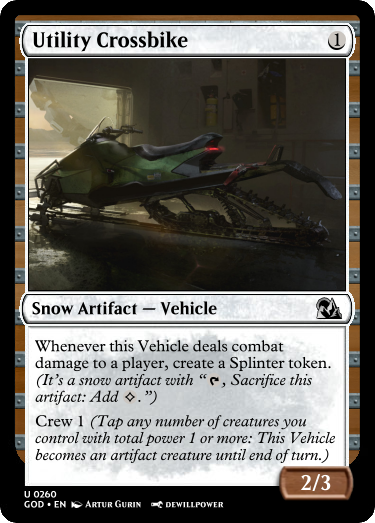 Utility Crossbike
1
Snow Artifact — Vehicle
Whenever this Vehicle deals combat
damage to a player, create a Splinter token.
(It's a snow artifact with “, Sacrifice this
artifact: Add .”)
Crew 1 (Tap any number of creatures you
control with total power 1 or more: This Vehicle
becomes an artifact creature until end of turn.)
2/3
U 0260
GOD • EN ARTUR GURIN DEWILLPOWER